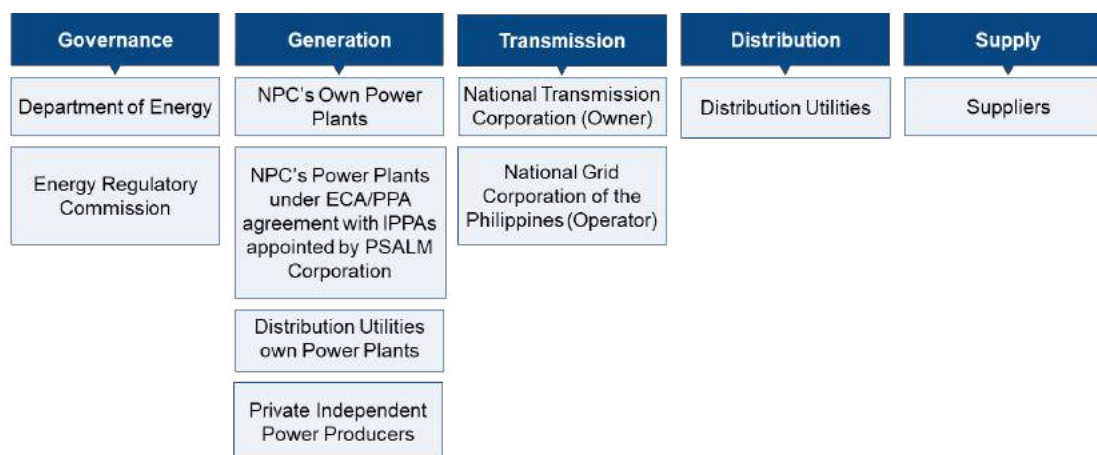 Governance
Department of Energy
Energy Regulatory
Commission
Generation
NPC's Own Power
Plants
NPC's Power Plants
under ECA/PPA
agreement with IPPAs
appointed by PSALM
Corporation
Distribution Utilities
own Power Plants
Private Independent
Power Producers
Transmission
National Transmission
Corporation (Owner)
National Grid
Corporation of the
Philippines (Operator)
Distribution
Distribution Utilities
Supply
Suppliers